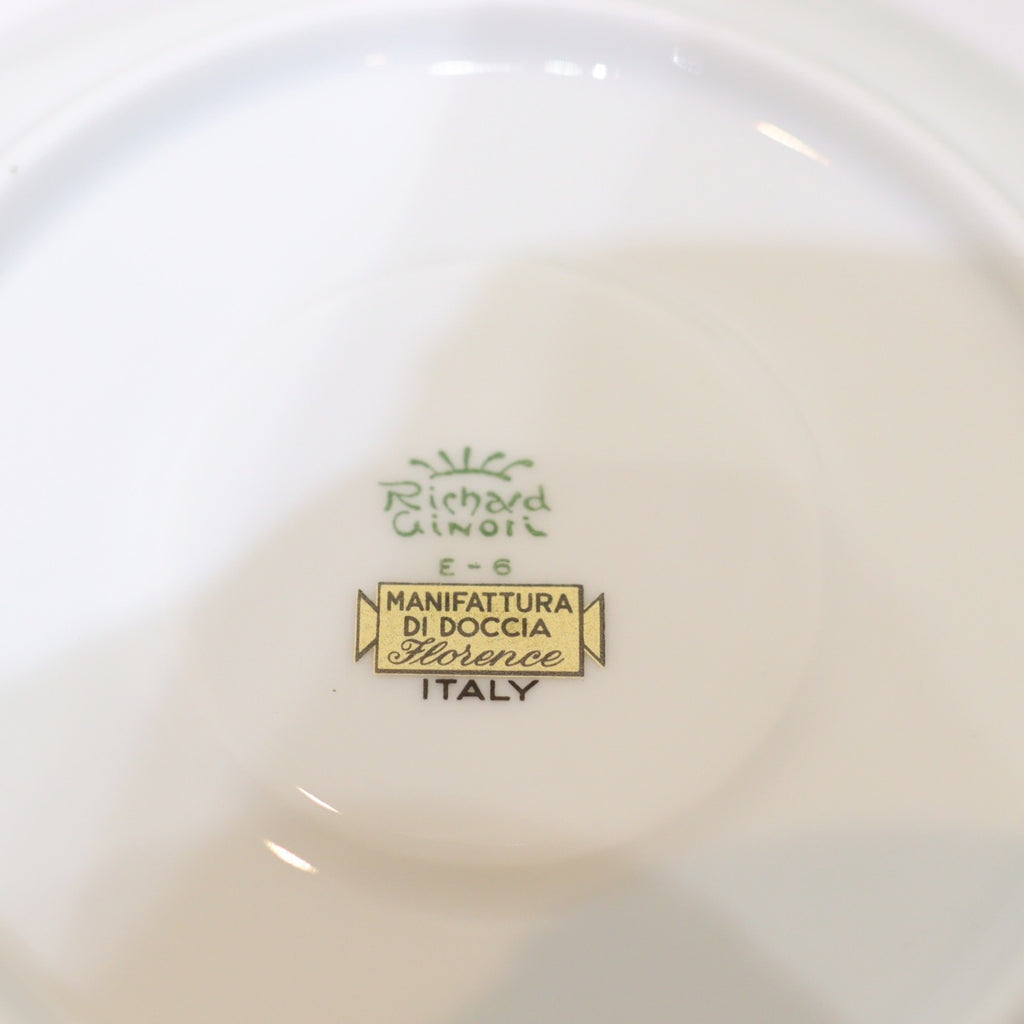 Richard
Ginori
E-6
MANIFATTURA
DI DOCCIA
Florence
ITALY